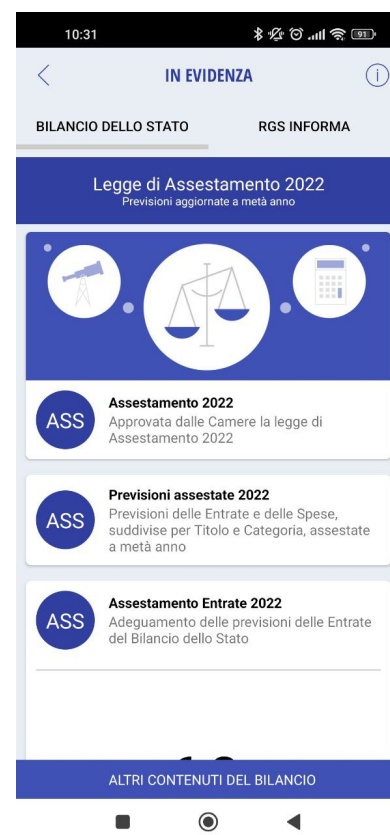 10:31
91
IN EVIDENZA
BILANCIO DELLO STATO
RGS INFORMA
Legge di Assestamento 2022
Previsioni aggiornate a metà anno
ASS
Assestamento 2022
Approvata dalle Camere la legge di
Assestamento 2022
ASS
Previsioni assestate 2022
Previsioni delle Entrate e delle Spese,
suddivise per Titolo e Categoria, assestate
a metà anno
ASS
Assestamento Entrate 2022
Adeguamento delle previsioni delle Entrate
del Bilancio dello Stato
ALTRI CONTENUTI DEL BILANCIO